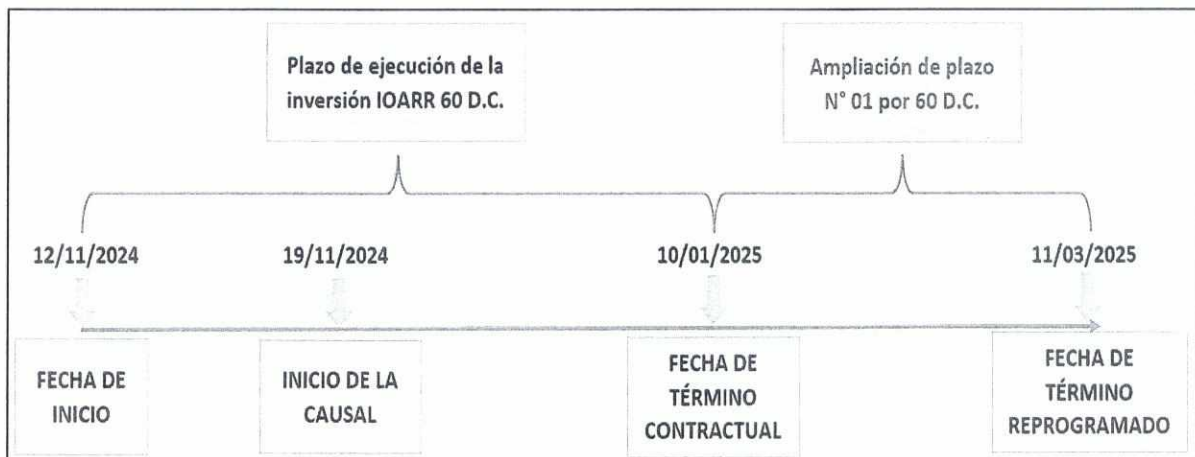 Plazo de ejecución de la
inversión IOARR 60 D.C.
Ampliación de plazo
N° 01 por 60 D.C.
12/11/2024
19/11/2024
10/01/2025
11/03/2025
FECHA DE
INICIO
INICIO DE LA
CAUSAL
FECHA DE
TÉRMINO
CONTRACTUAL
FECHA DE
TÉRMINO
REPROGRAMADO